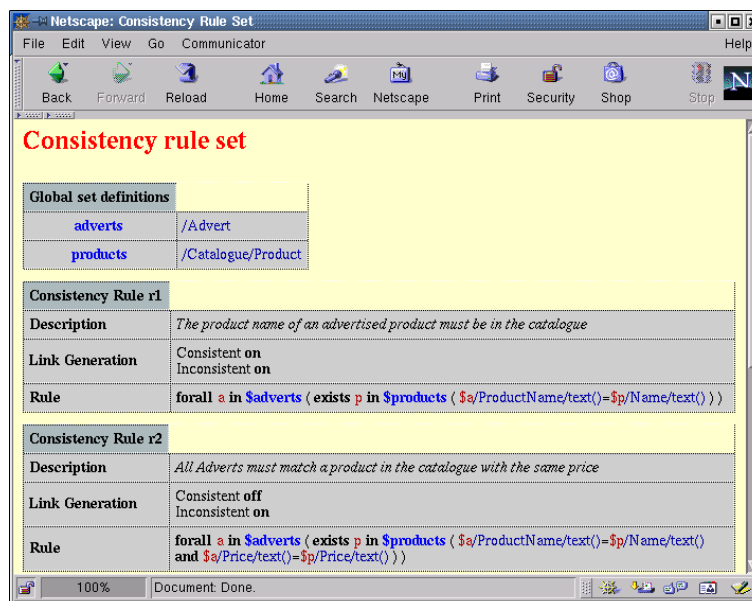 Netscape: Consistency Rule Set
File Edit View Go Communicator Help
Back Forward Reload Home Search My Netscape Print Security Shop Stop N
Consistency rule set
Global set definitions
adverts /Advert
products /Catalogue/Product
Consistency Rule r1
Description The product name of an advertised product must be in the catalogue
Link Generation Consistent on
Inconsistent on
Rule forall a in $adverts ( exists p in $products ( $a/ProductName/text()=$p/Name/text() ) )
Consistency Rule r2
Description All Adverts must match a product in the catalogue with the same price
Link Generation Consistent off
Inconsistent on
Rule forall a in $adverts ( exists p in $products ( $a/ProductName/text()=$p/Name/text()
and $a/Price/text()=$p/Price/text() ) )
100% Document: Done.